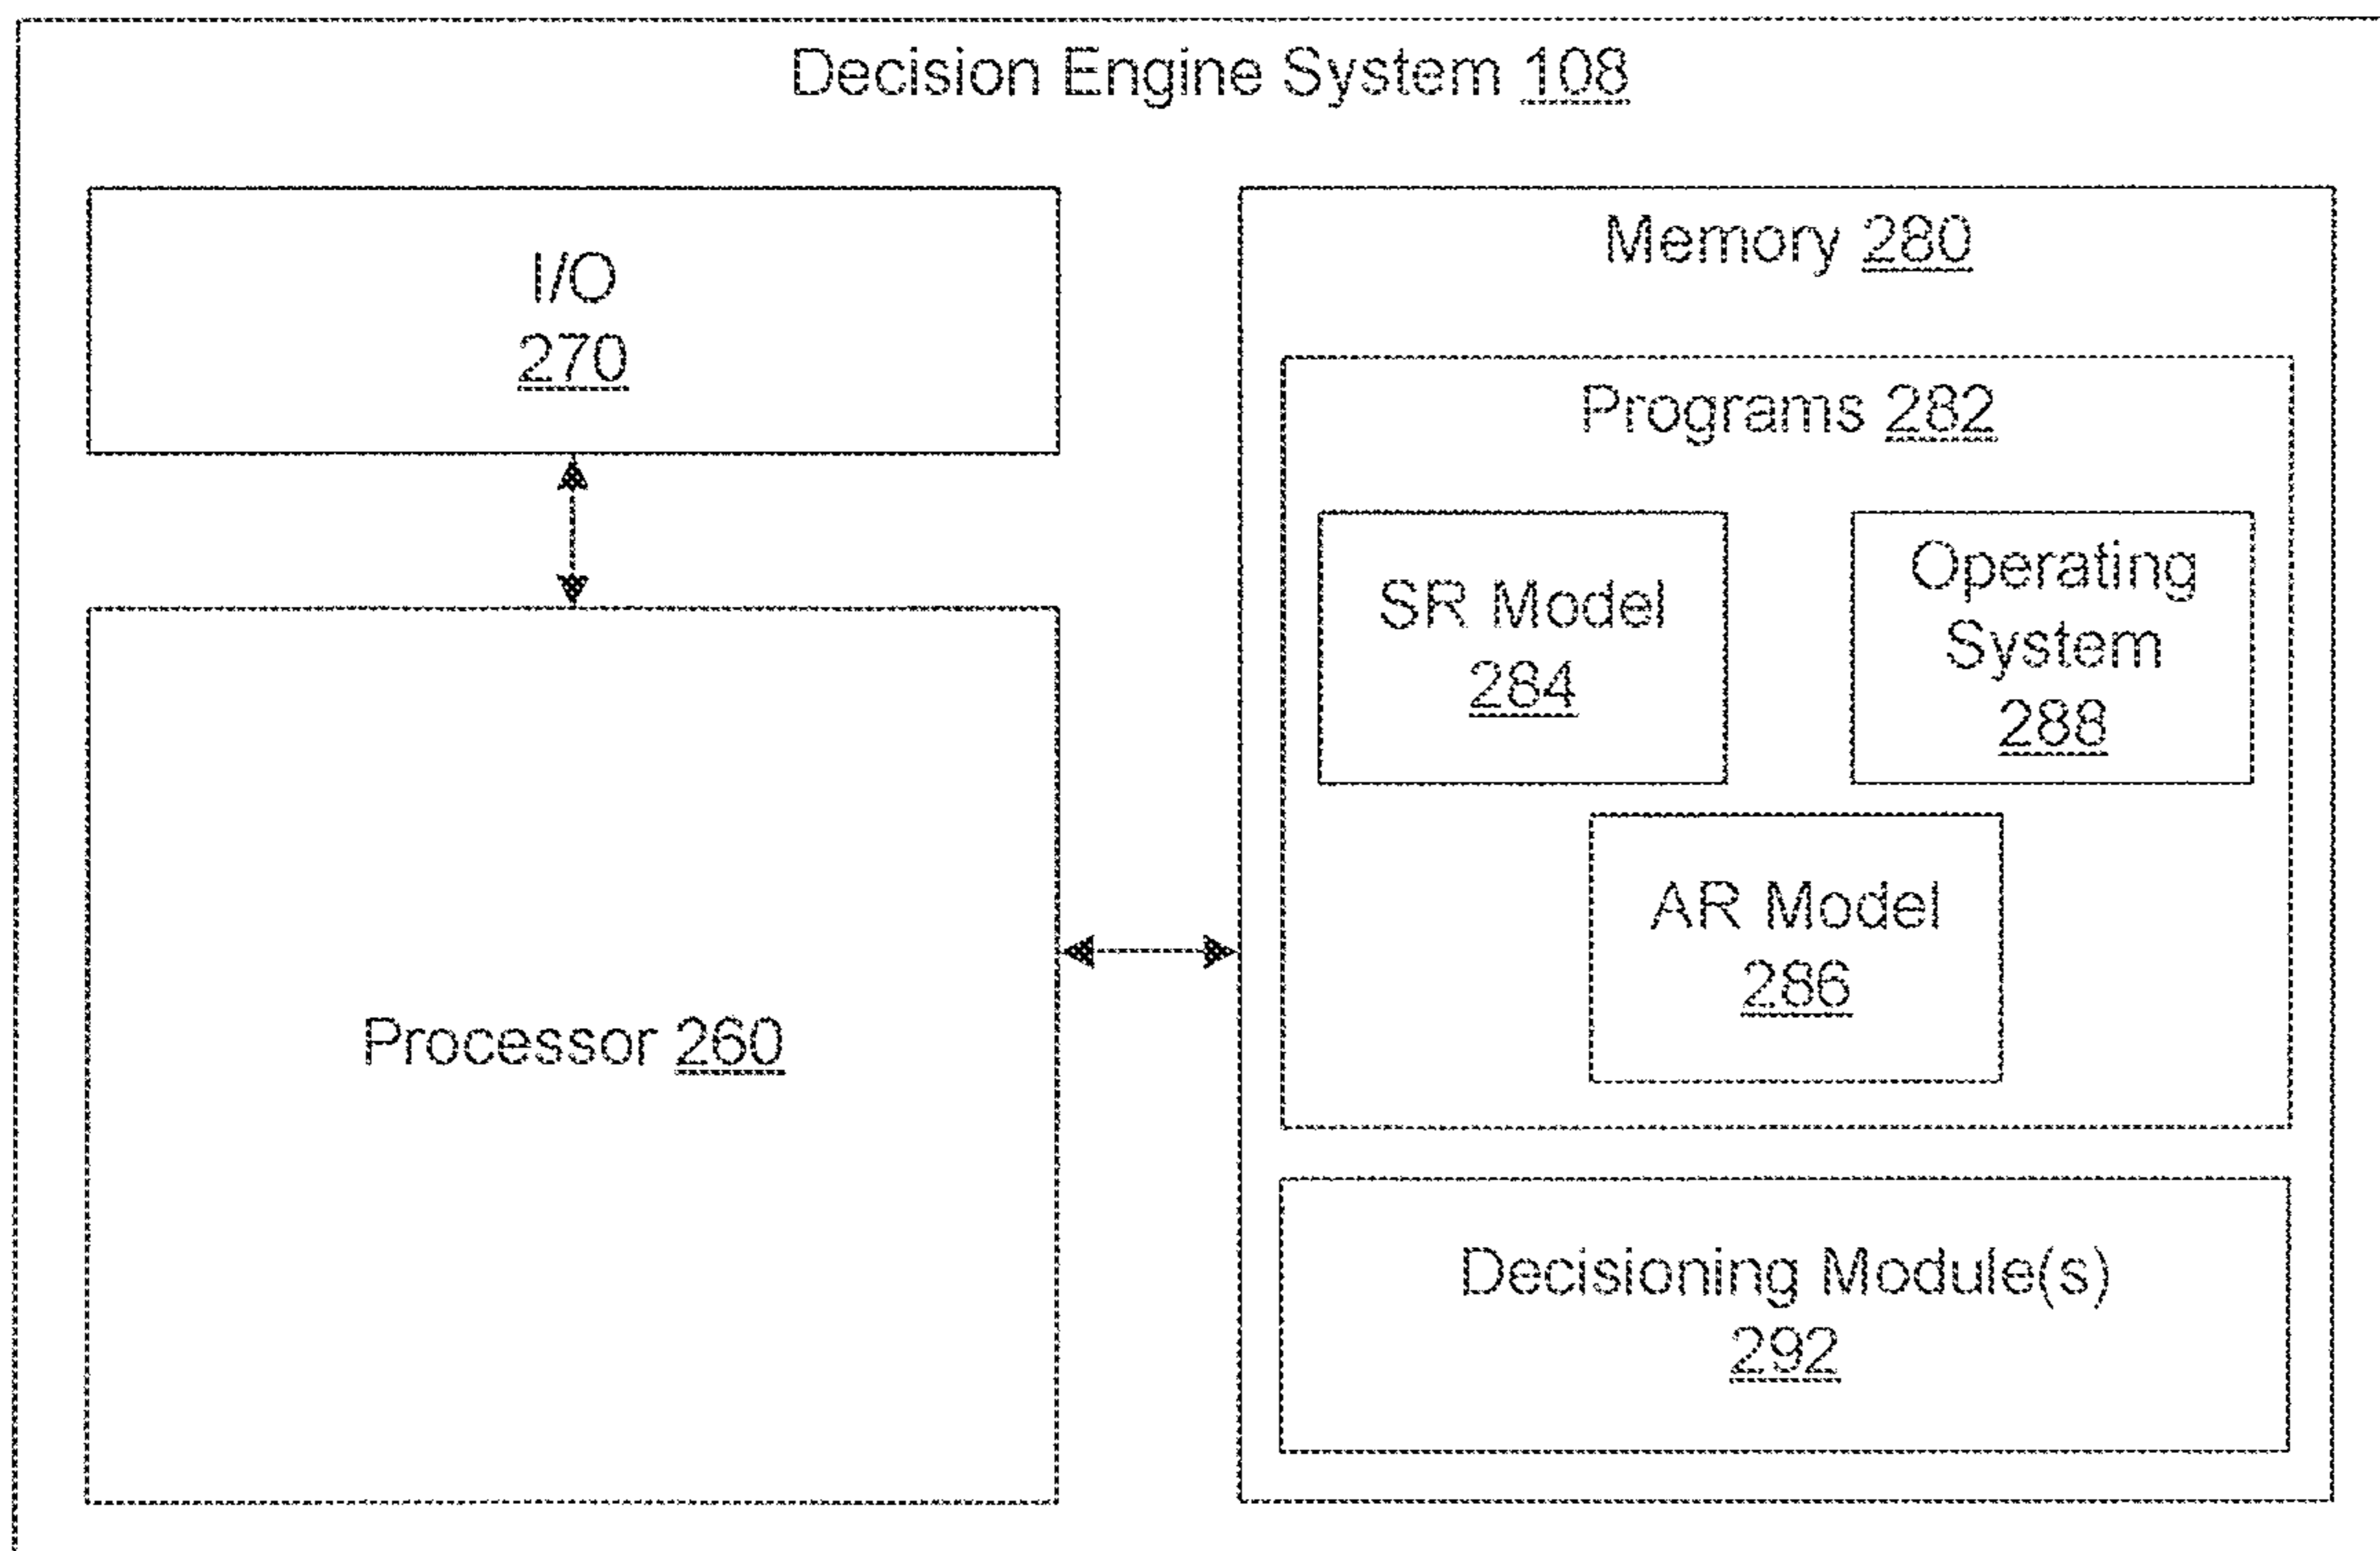 Decision Engine System 108
I/O
270
Processor 260
Memory 280
Programs 282
SR Model
284
Operating
System
288
AR Model
286
Decisioning Module(s)
292